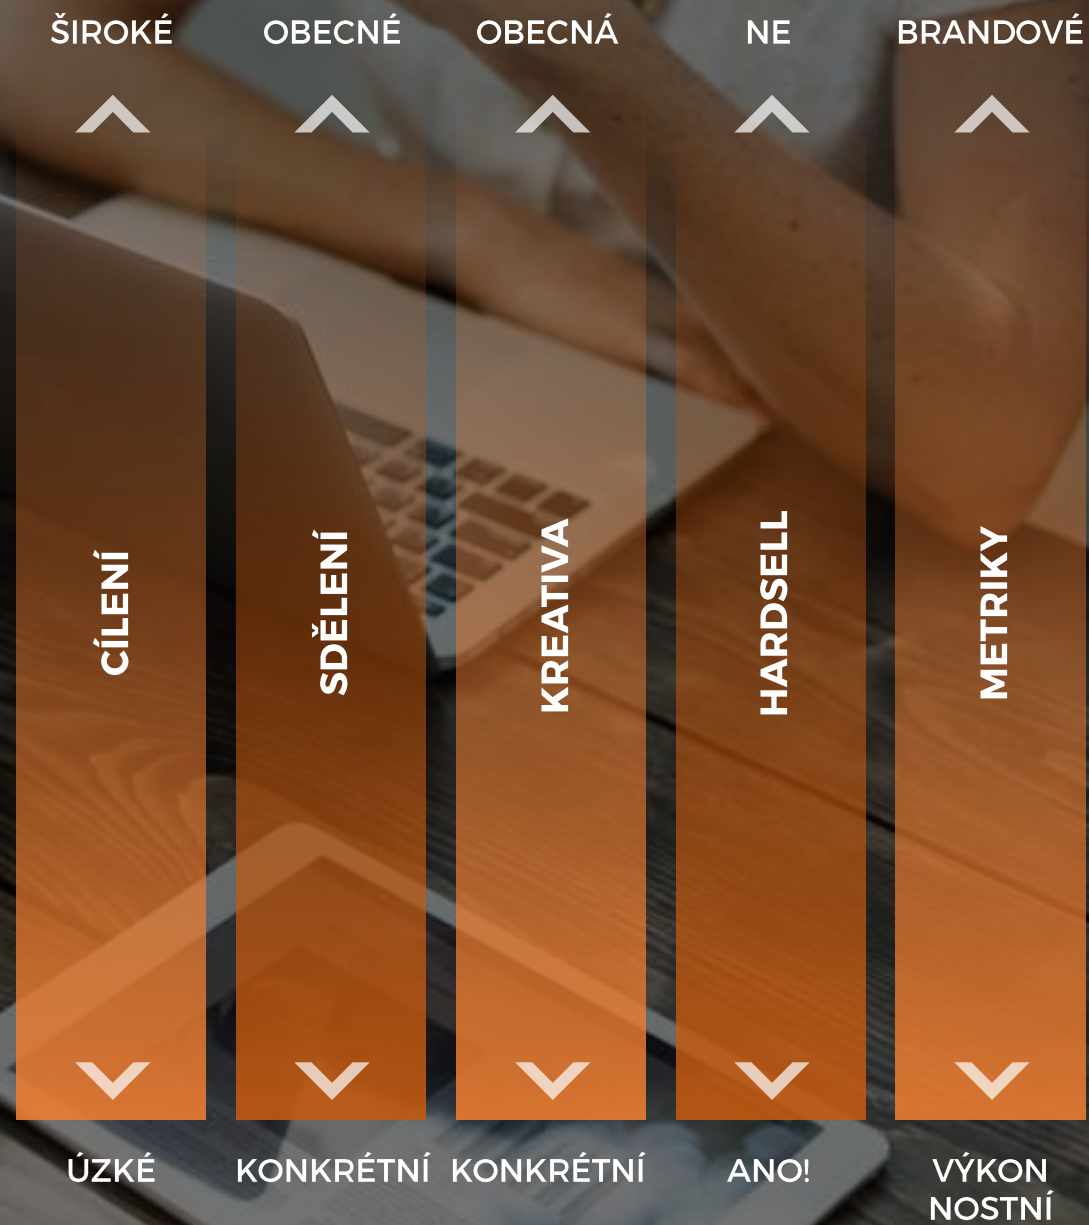 ŠIROKÉ
OBECNÉ
OBECNÁ
NE
BRANDOVÉ
CÍLENÍ
SDĚLENÍ
KREATIVA
HARDSELL
METRIKY
ÚZKÉ
KONKRÉTNÍ
KONKRÉTNÍ
ANO!
VÝKON
NOSTNÍ